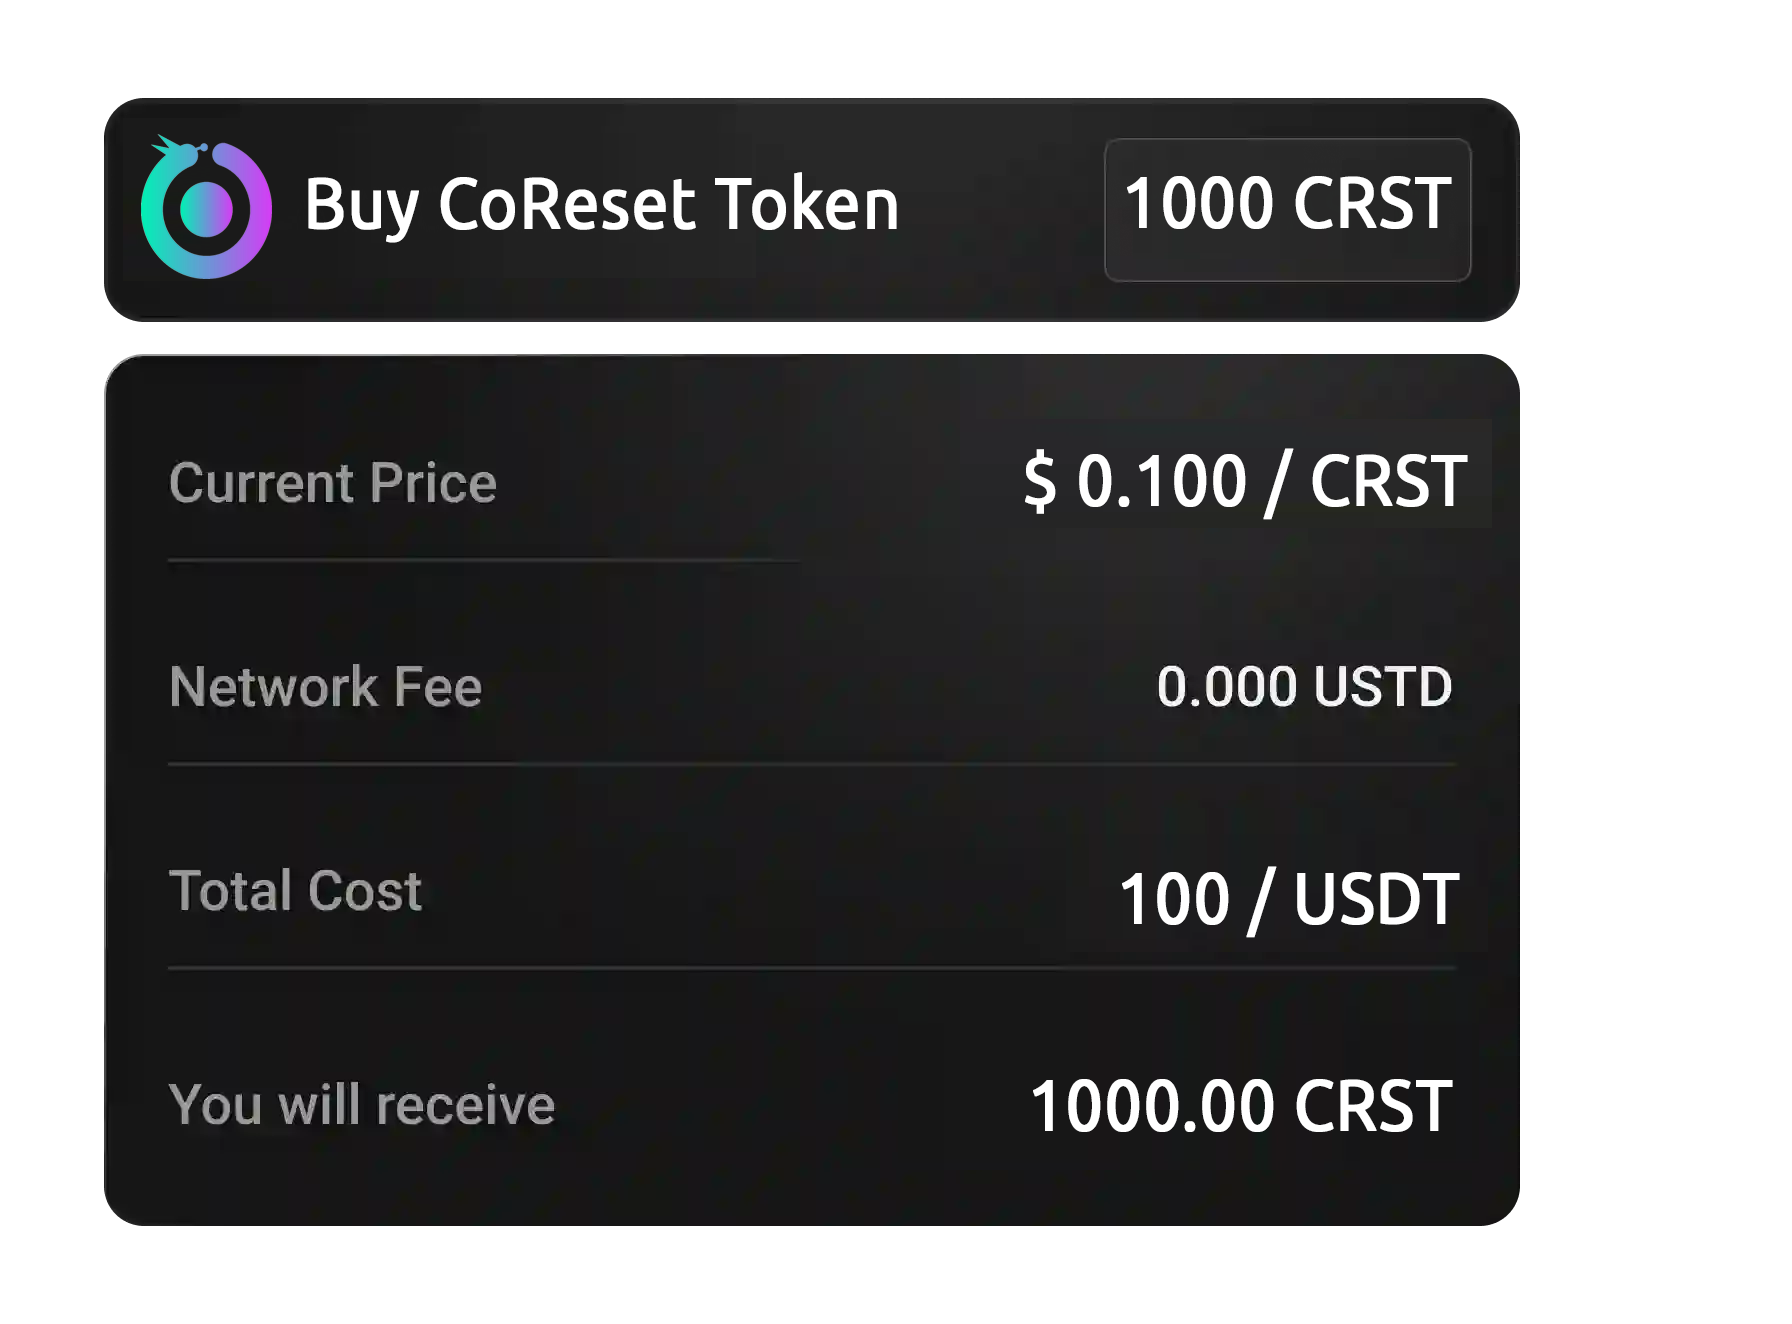 Buy CoReset Token
1000 CRST
Current Price
$ 0.100 / CRST
Network Fee
0.000 USTD
Total Cost
100 / USDT
You will receive
1000.00 CRST